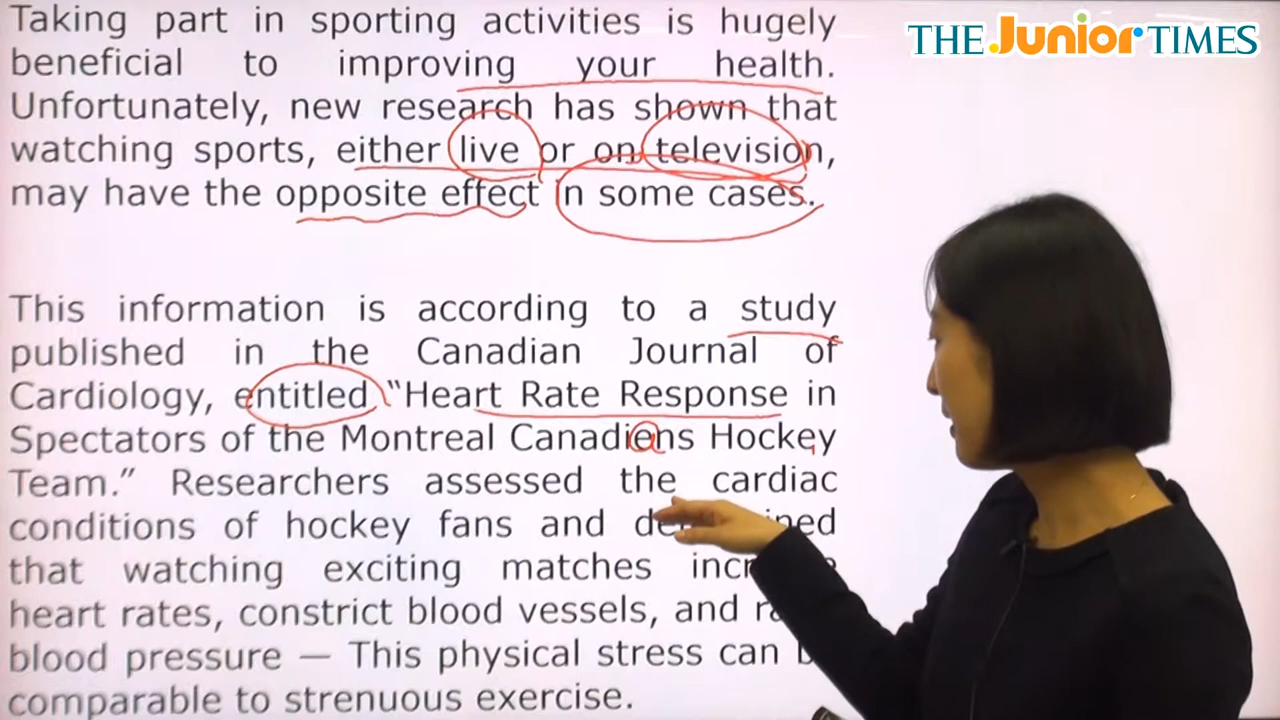 Taking part in sporting activities is hugely
beneficial to improving your health.
Unfortunately, new research has shown that
watching sports, either live or on television,
may have the opposite effect in some cases.
This information is according to a study
published in the Canadian Journal of
Cardiology, entitled “Heart Rate Response in
Spectators of the Montreal Canadiens Hockey
Team.” Researchers assessed the cardiac
conditions of hockey fans and
that watching exciting matches
heart rates, constrict blood vessels, and
blood pressure — This physical stress can
comparable to strenuous exercise.
THE Junior TIMES